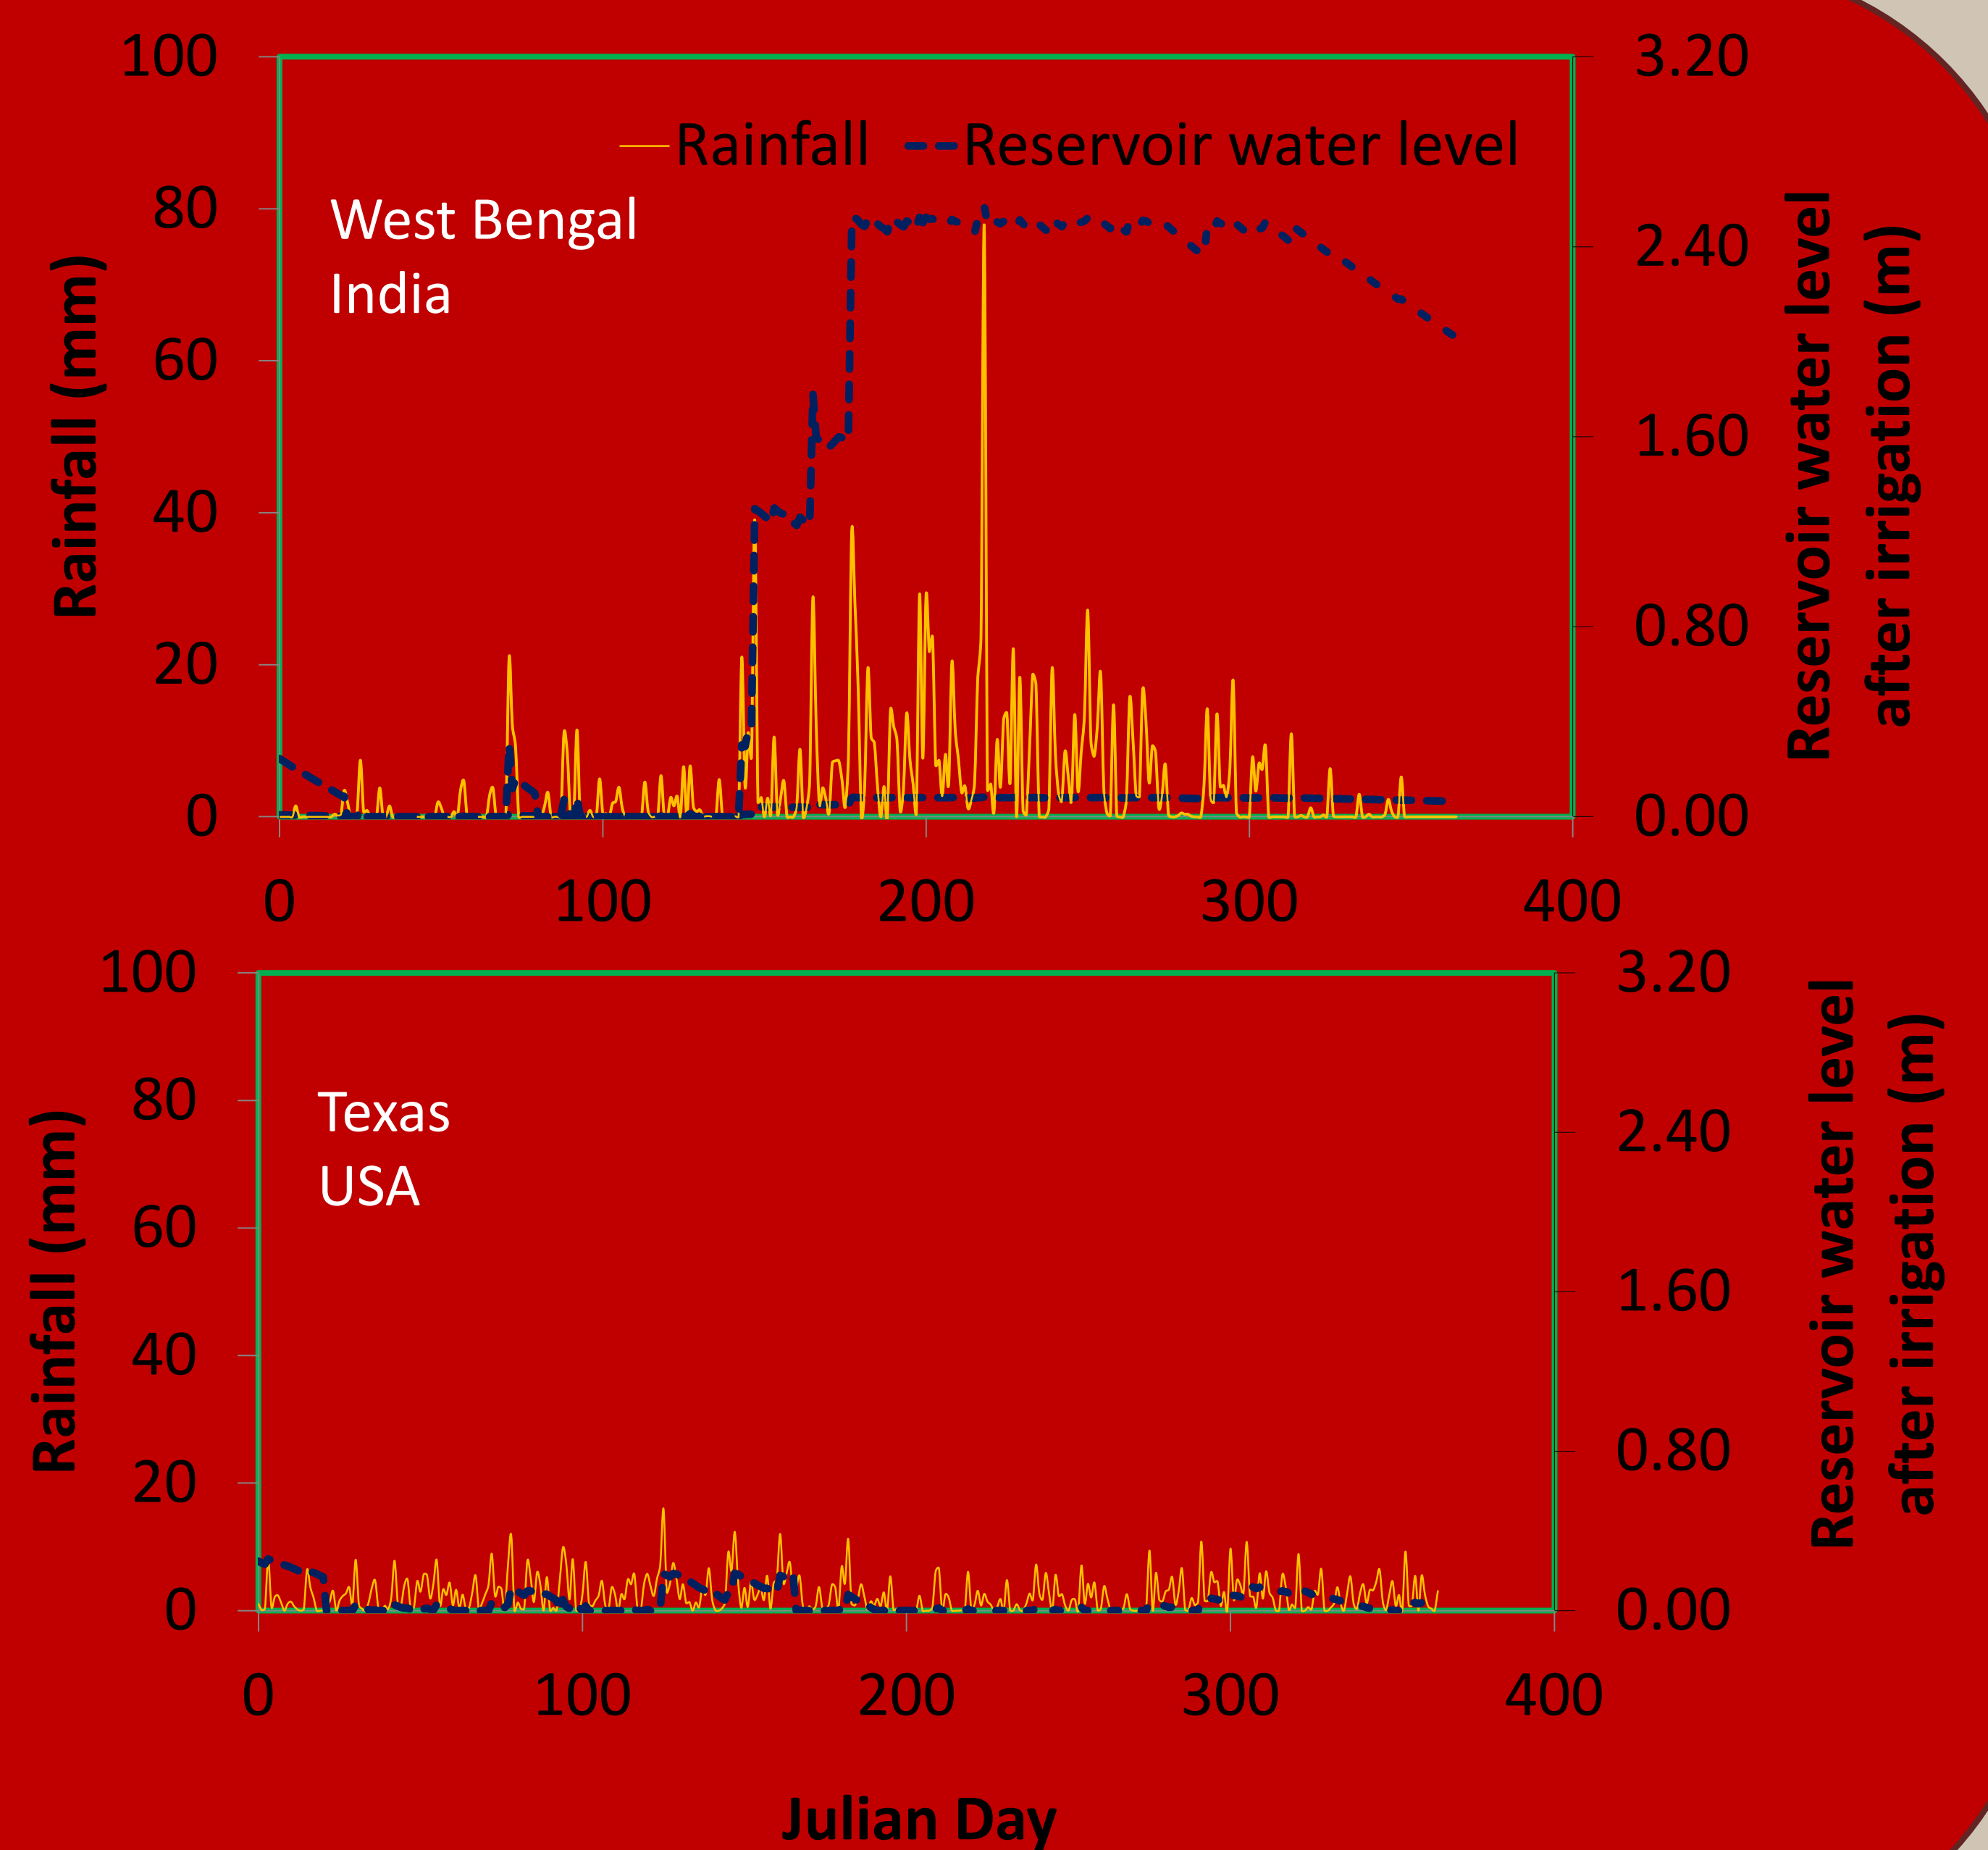 100
80
60
40
20
0
Rainfall (mm)
Rainfall
Reservoir water level
West Bengal
India
3.20
2.40
1.60
0.80
0.00
Reservoir water level
after irrigation (m)
0
100
200
300
400
100
80
60
40
20
0
Rainfall (mm)
Texas
USA
3.20
2.40
1.60
0.80
0.00
Reservoir water level
after irrigation (m)
0
100
200
300
400
Julian Day